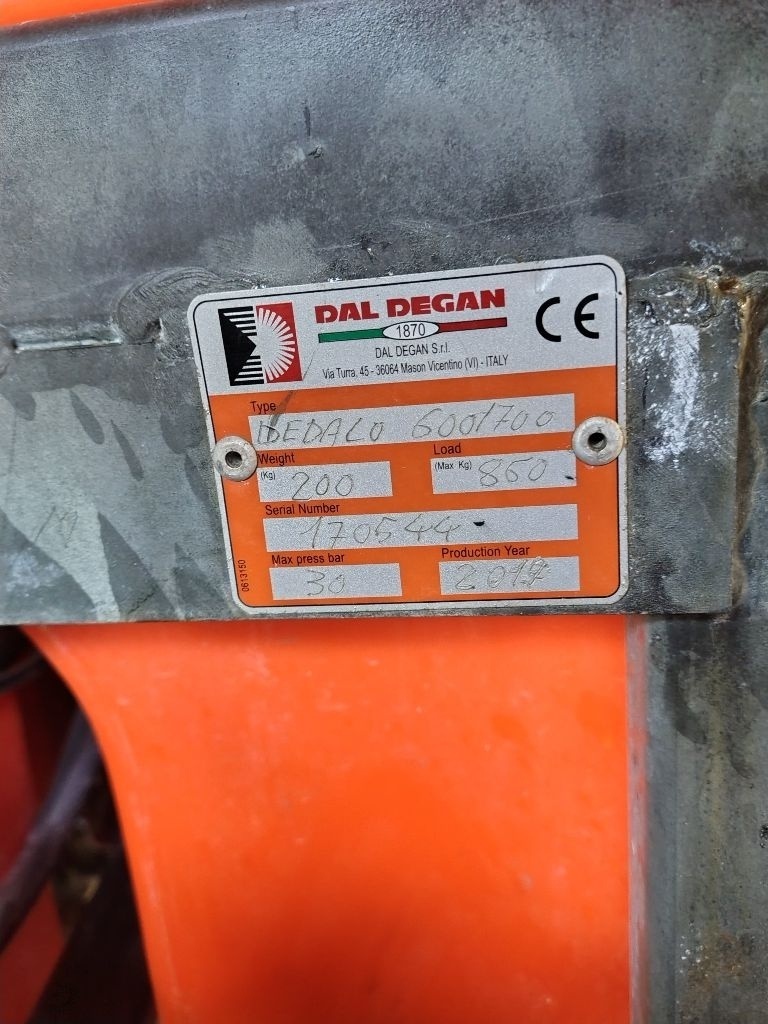 DAL DEGAN
1870
CE
DAL DEGAN S.r.l.
Via Turra, 45 - 36064 Mason Vicentino (VI) - ITALY
Type
DEDALO 600/700
Weight
(Kg)
200
Load
(Max Kg)
860
Serial Number
170544
Max press bar
30
Production Year
2017
0613150